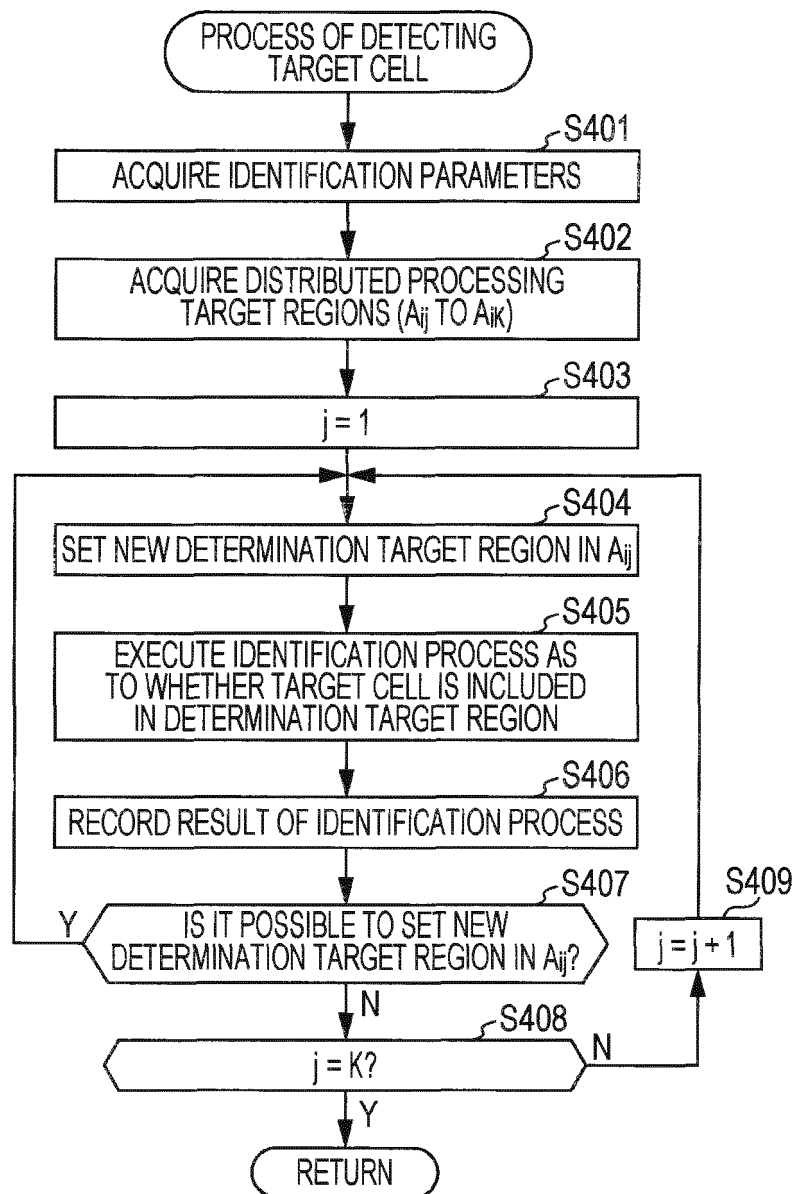 PROCESS OF DETECTING
TARGET CELL
S401
ACQUIRE IDENTIFICATION PARAMETERS
S402
ACQUIRE DISTRIBUTED PROCESSING
TARGET REGIONS (Aij TO AiK)
S403
j = 1
S404
SET NEW DETERMINATION TARGET REGION IN Aij
S405
EXECUTE IDENTIFICATION PROCESS AS
TO WHETHER TARGET CELL IS INCLUDED
IN DETERMINATION TARGET REGION
S406
RECORD RESULT OF IDENTIFICATION PROCESS
S407
Y
IS IT POSSIBLE TO SET NEW
DETERMINATION TARGET REGION IN Aij?
S409
j = j + 1
N
S408
j = K?
N
Y
RETURN